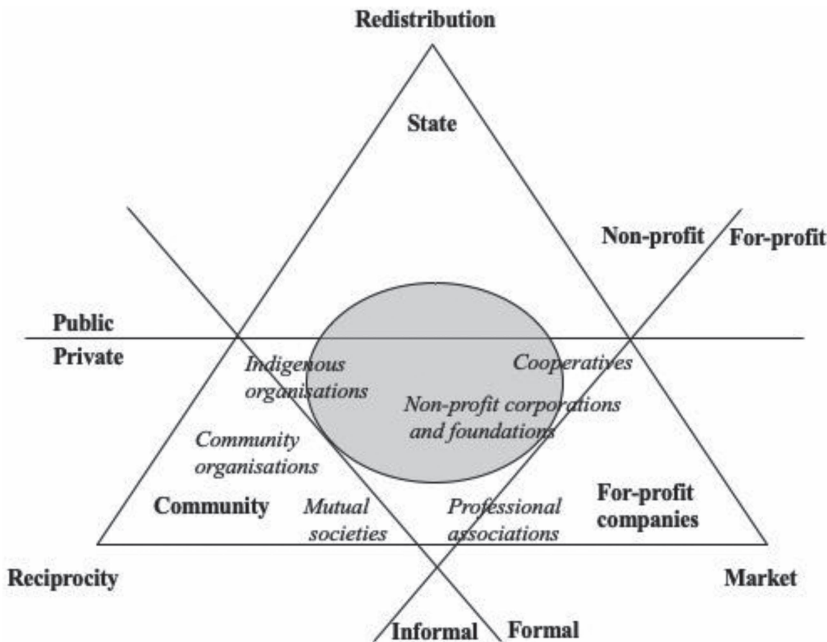 Redistribution
State
Non-profit For-profit
Public
Private
Indigenous
organisations
Cooperatives
Non-profit corporations
and foundations
Community
organisations
Community
Mutual
societies
Professional
associations
For-profit
companies
Reciprocity
Market
Informal Formal